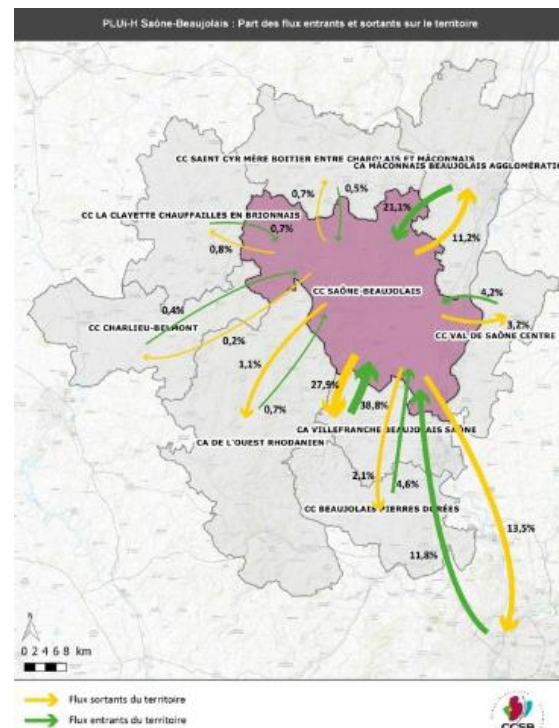 PLUi-H Saône-Beaujolais : Part des flux entrants et sortants sur le territoire
CC SAINT CYR MÈRE BOITIER ENTRE CHAROLAIS ET MÂCONNAIS
CA MÂCONNAIS BEAUJOLAIS AGGLOMÉRATIO
0,7%
0,5%
21,1%
CC LA CLAYETTE CHAUFFAILLES EN BRIONNAIS
0,7%
11,2%
0,8%
CC SAÔNE-BEAUJOLAIS
4,2%
0,4%
3,2%
CC CHARLIEU-BELMONT
CC VAL DE SAÔNE CENTRE
0,2%
1,1%
27,9%
0,7%
38,8%
CA VILLEFRANCHE BEAUJOLAIS SAÔNE
CA DE L'OUEST RHODANIEN
2,1%
4,6%
CC BEAUJOLAIS PIERRES DORÉES
13,5%
11,8%
N
0 2 4 6 8 km
Flux sortants du territoire
Flux entrants du territoire
CCSB